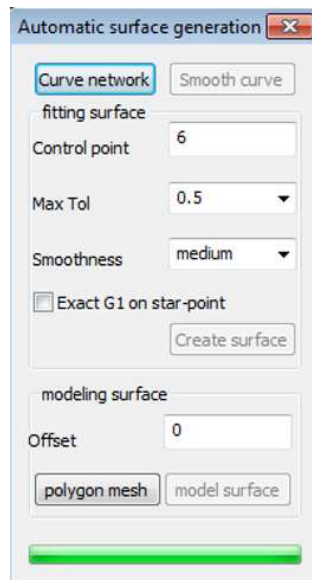 Automatic surface generation
Curve network Smooth curve
fitting surface
Control point 6
Max Tol 0.5
Smoothness medium
Exact G1 on star-point
Create surface
modeling surface
Offset 0
polygon mesh model surface